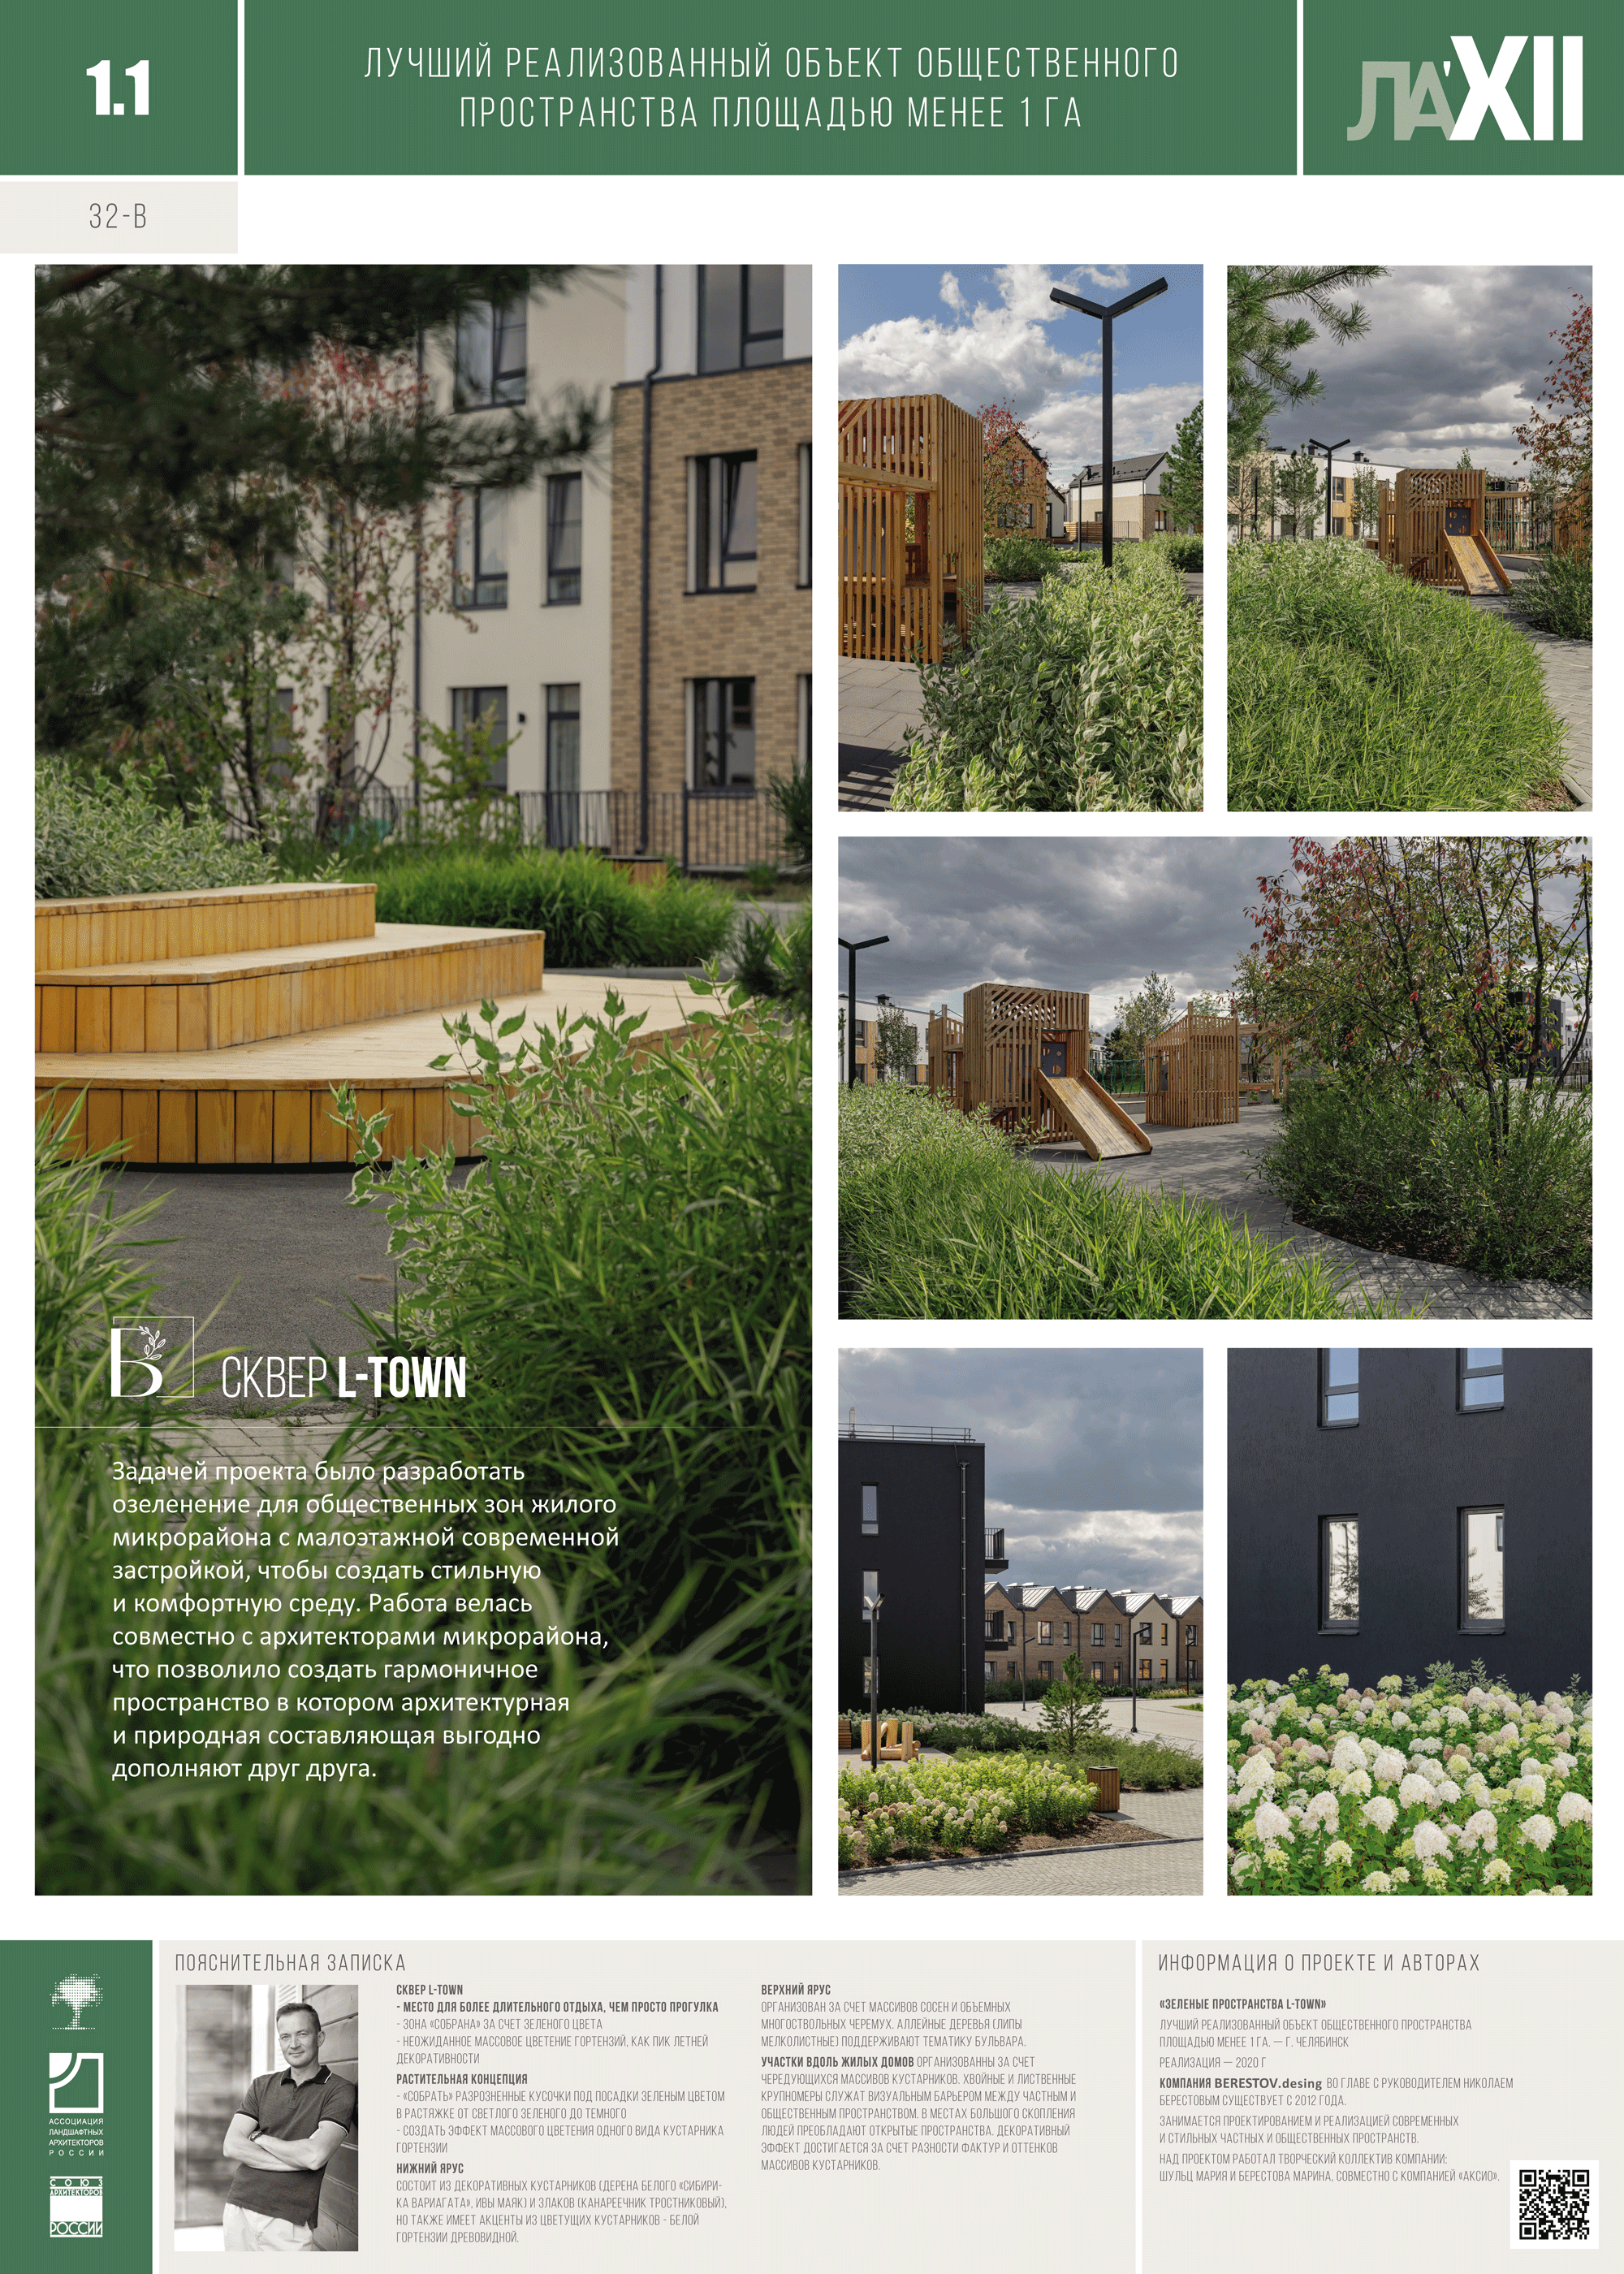 1.1
ЛУЧШИЙ РЕАЛИЗОВАННЫЙ ОБЪЕКТ ОБЩЕСТВЕННОГО
ПРОСТРАНСТВА ПЛОЩАДЬЮ МЕНЕЕ 1 ГА
ЛА'XII
32-В
Б
СКВЕР L-TOWN
Задачей проекта было разработать
озеленение для общественных зон жилого
микрорайона с малоэтажной современной
застройкой, чтобы создать стильную
и комфортную среду. Работа велась
совместно с архитекторами микрорайона,
что позволило создать гармоничное
пространство в котором архитектурная
и природная составляющая выгодно
дополняют друг друга.
АССОЦИАЦИЯ
ЛАНДШАФТНЫХ
АРХИТЕКТОРОВ
РОССИИ
СОЮЗ
АРХИТЕКТОРОВ
РОССИИ
ПОЯСНИТЕЛЬНАЯ ЗАПИСКА
СКВЕР L-TOWN
- МЕСТО ДЛЯ БОЛЕЕ ДЛИТЕЛЬНОГО ОТДЫХА, ЧЕМ ПРОСТО ПРОГУЛКА
- ЗОНА «СОБРАНА» ЗА СЧЕТ ЗЕЛЕНОГО ЦВЕТА
- НЕОЖИДАННОЕ МАССОВОЕ ЦВЕТЕНИЕ ГОРТЕНЗИЙ, КАК ПИК ЛЕТНЕЙ
ДЕКОРАТИВНОСТИ
РАСТИТЕЛЬНАЯ КОНЦЕПЦИЯ
- «СОБРАТЬ» РАЗРОЗНЕННЫЕ КУСОЧКИ ПОД ПОСАДКИ ЗЕЛЕНЫМ ЦВЕТОМ
В РАСТЯЖКЕ ОТ СВЕТЛОГО ЗЕЛЕНОГО ДО ТЕМНОГО
- СОЗДАТЬ ЭФФЕКТ МАССОВОГО ЦВЕТЕНИЯ ОДНОГО ВИДА КУСТАРНИКА
ГОРТЕНЗИИ
НИЖНИЙ ЯРУС
СОСТОИТ ИЗ ДЕКОРАТИВНЫХ КУСТАРНИКОВ (ДЕРЕНА БЕЛОГО «СИБИРИ-
КА ВАРИАГАТА», ИВЫ МАЯК) И ЗЛАКОВ (КАНАРЕЕЧНИК ТРОСТНИКОВЫЙ),
НО ТАКЖЕ ИМЕЕТ АКЦЕНТЫ ИЗ ЦВЕТУЩИХ КУСТАРНИКОВ - БЕЛОЙ
ГОРТЕНЗИИ ДРЕВОВИДНОЙ.
ВЕРХНИЙ ЯРУС
ОРГАНИЗОВАН ЗА СЧЕТ МАССИВОВ СОСЕН И ОБЪЕМНЫХ
МНОГОСТВОЛЬНЫХ ЧЕРЕМУХ. АЛЛЕЙНЫЕ ДЕРЕВЬЯ (ЛИПЫ
МЕЛКОЛИСТНЫЕ) ПОДДЕРЖИВАЮТ ТЕМАТИКУ БУЛЬВАРА.
УЧАСТКИ ВДОЛЬ ЖИЛЫХ ДОМОВ ОРГАНИЗОВАННЫ ЗА СЧЕТ
ЧЕРЕДУЮЩИХСЯ МАССИВОВ КУСТАРНИКОВ. ХВОЙНЫЕ И ЛИСТВЕННЫЕ
КРУПНОМЕРЫ СЛУЖАТ ВИЗУАЛЬНЫМ БАРЬЕРОМ МЕЖДУ ЧАСТНЫМ И
ОБЩЕСТВЕННЫМ ПРОСТРАНСТВОМ. В МЕСТАХ БОЛЬШОГО СКОПЛЕНИЯ
ЛЮДЕЙ ПРЕОБЛАДАЮТ ОТКРЫТЫЕ ПРОСТРАНСТВА. ДЕКОРАТИВНЫЙ
ЭФФЕКТ ДОСТИГАЕТСЯ ЗА СЧЕТ РАЗНОСТИ ФАКТУР И ОТТЕНКОВ
МАССИВОВ КУСТАРНИКОВ.
ИНФОРМАЦИЯ О ПРОЕКТЕ И АВТОРАХ
«ЗЕЛЕНЫЕ ПРОСТРАНСТВА L-TOWN»
ЛУЧШИЙ РЕАЛИЗОВАННЫЙ ОБЪЕКТ ОБЩЕСТВЕННОГО ПРОСТРАНСТВА
ПЛОЩАДЬЮ МЕНЕЕ 1 ГА. — Г. ЧЕЛЯБИНСК
РЕАЛИЗАЦИЯ — 2020 Г
КОМПАНИЯ BERESTOV.desing ВО ГЛАВЕ С РУКОВОДИТЕЛЕМ НИКОЛАЕМ
БЕРЕСТОВЫМ СУЩЕСТВУЕТ С 2012 ГОДА.
ЗАНИМАЕТСЯ ПРОЕКТИРОВАНИЕМ И РЕАЛИЗАЦИЕЙ СОВРЕМЕННЫХ
И СТИЛЬНЫХ ЧАСТНЫХ И ОБЩЕСТВЕННЫХ ПРОСТРАНСТВ.
НАД ПРОЕКТОМ РАБОТАЛ ТВОРЧЕСКИЙ КОЛЛЕКТИВ КОМПАНИИ:
ШУЛЬЦ МАРИЯ И БЕРЕСТОВА МАРИНА, СОВМЕСТНО С КОМПАНИЕЙ «АКСИО».